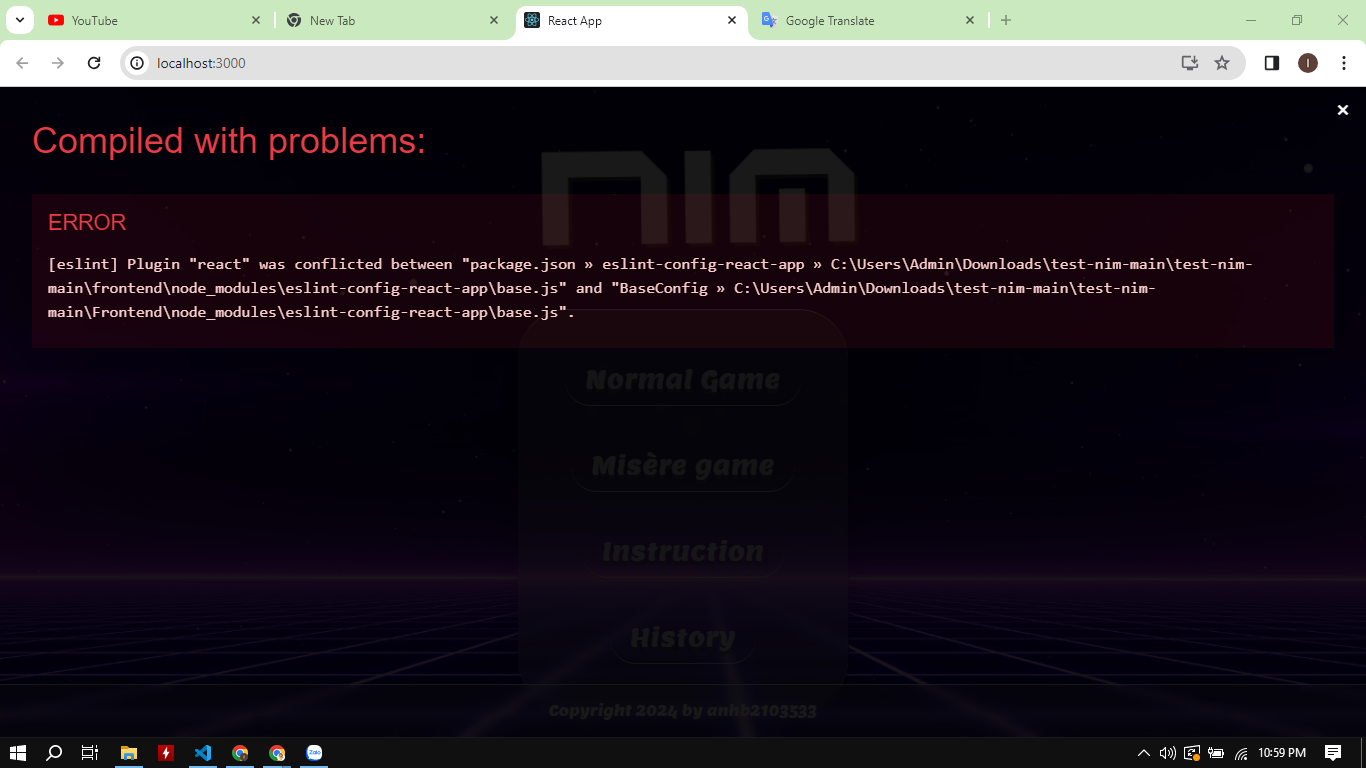 YouTube
New Tab
React App
Google Translate
localhost:3000
I
Compiled with problems:
NIM
ERROR
[eslint] Plugin "react" was conflicted between "package.json » eslint-config-react-app » C:\Users\Admin\Downloads\test-nim-main\test-nim-
main\frontend\node_modules\eslint-config-react-app\base.js" and "BaseConfig » C:\Users\Admin\Downloads\test-nim-main\test-nim-
main\Frontend\node_modules\eslint-config-react-app\base.js".
Normal Game
Misère game
Instruction
History
Copyright 2024 by anhb2103533
Zalo
10:59 PM